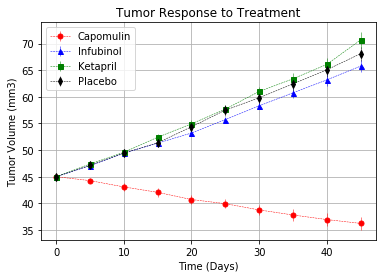 Tumor Response to Treatment
Capomulin
Infubinol
Ketapril
Placebo
Tumor Volume (mm3)
70
65
60
55
50
45
40
35
0
10
20
30
40
Time (Days)